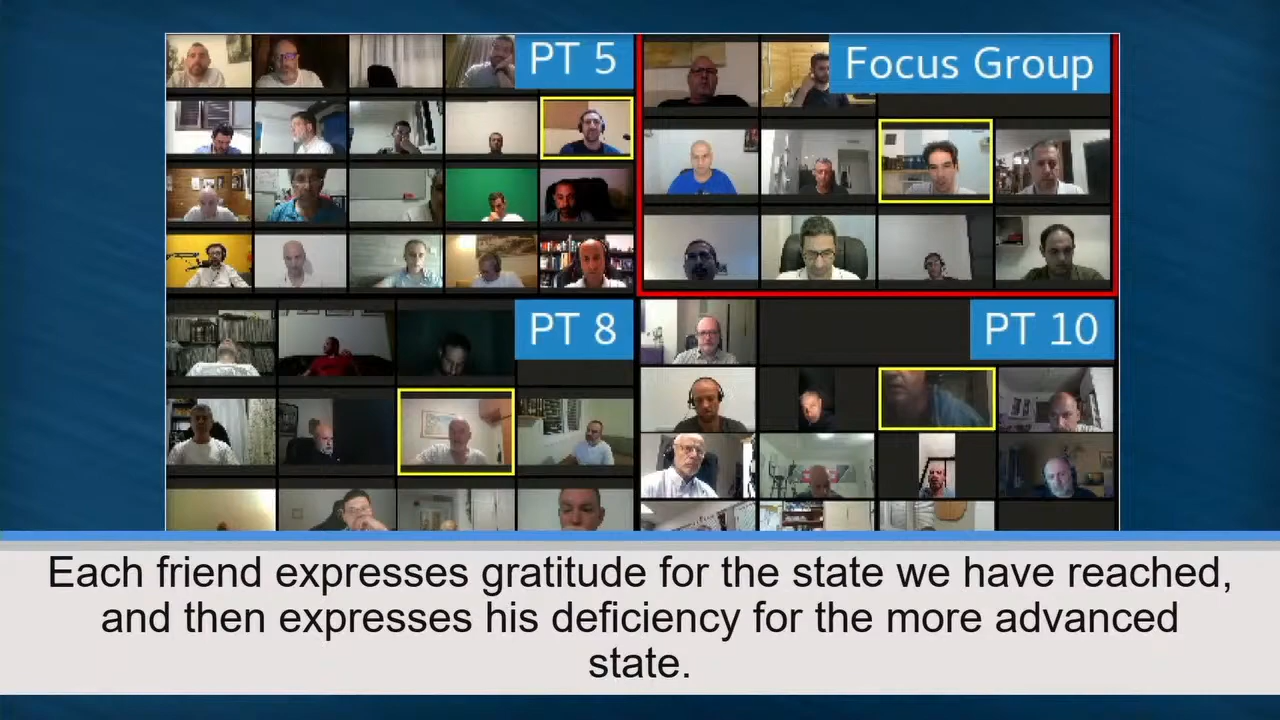 PT 5
Focus Group
PT 8
PT 10
Each friend expresses gratitude for the state we have reached,
and then expresses his deficiency for the more advanced
state.